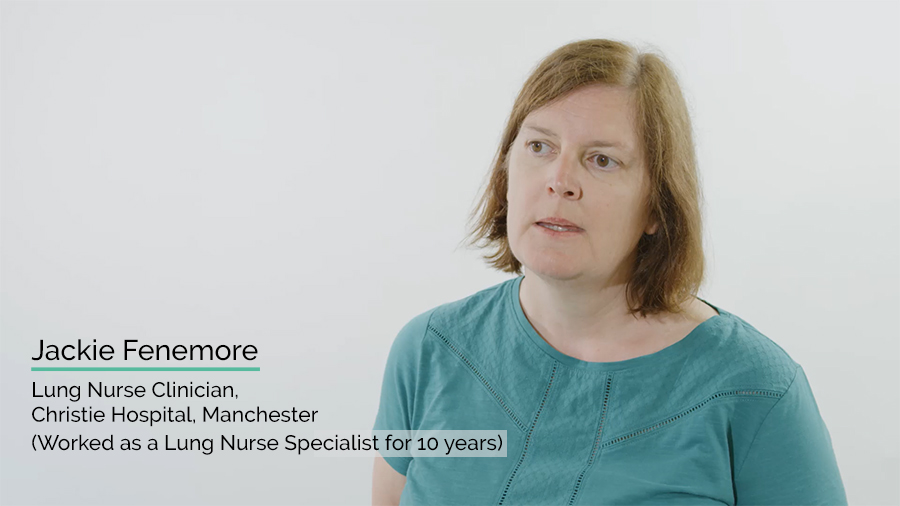 Jackie Fenemore
Lung Nurse Clinician,
Christie Hospital, Manchester
(Worked as a Lung Nurse Specialist for 10 years)